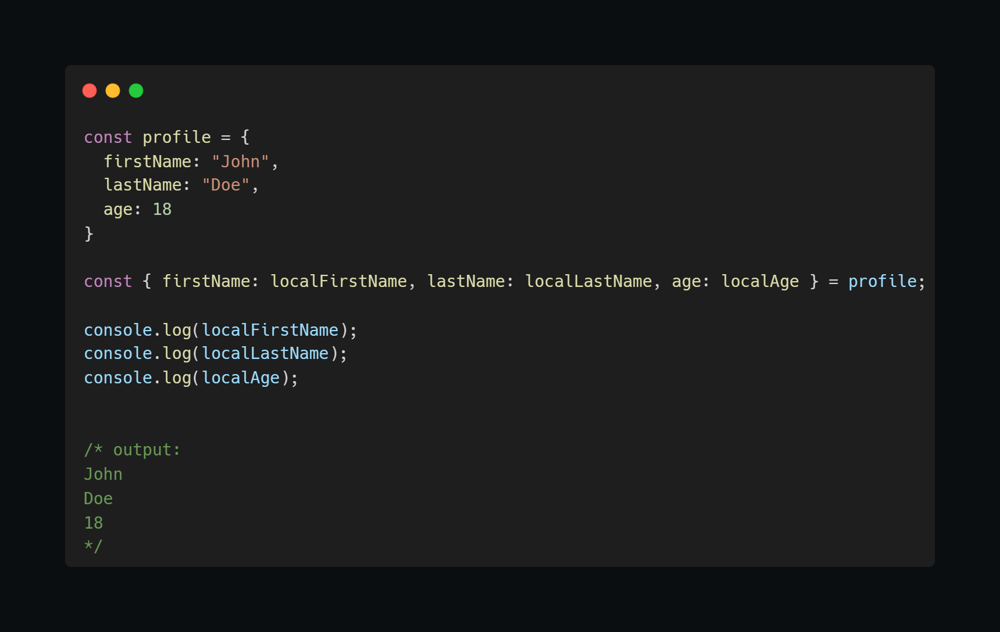 const profile = {
  firstName: "John",
  lastName: "Doe",
  age: 18
}
const { firstName: localFirstName, lastName: localLastName, age: localAge } = profile;
console.log(localFirstName);
console.log(localLastName);
console.log(localAge);
/* output:
John
Doe
18
*/